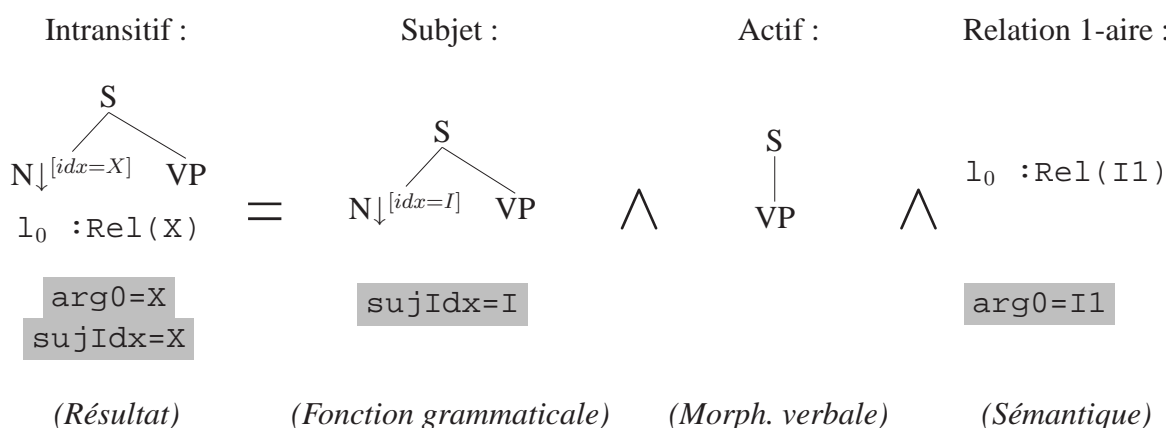 Intransitif : Subjet : Actif : Relation 1-aire :
S
N↓[idx=X] VP
l₀ :Rel(X)
arg0=X
sujIdx=X
=
S
N↓[idx=I] VP
sujIdx=I
∧
S
VP
∧
l₀ :Rel(I1)
arg0=I1
(Résultat) (Fonction grammaticale) (Morph. verbale) (Sémantique)